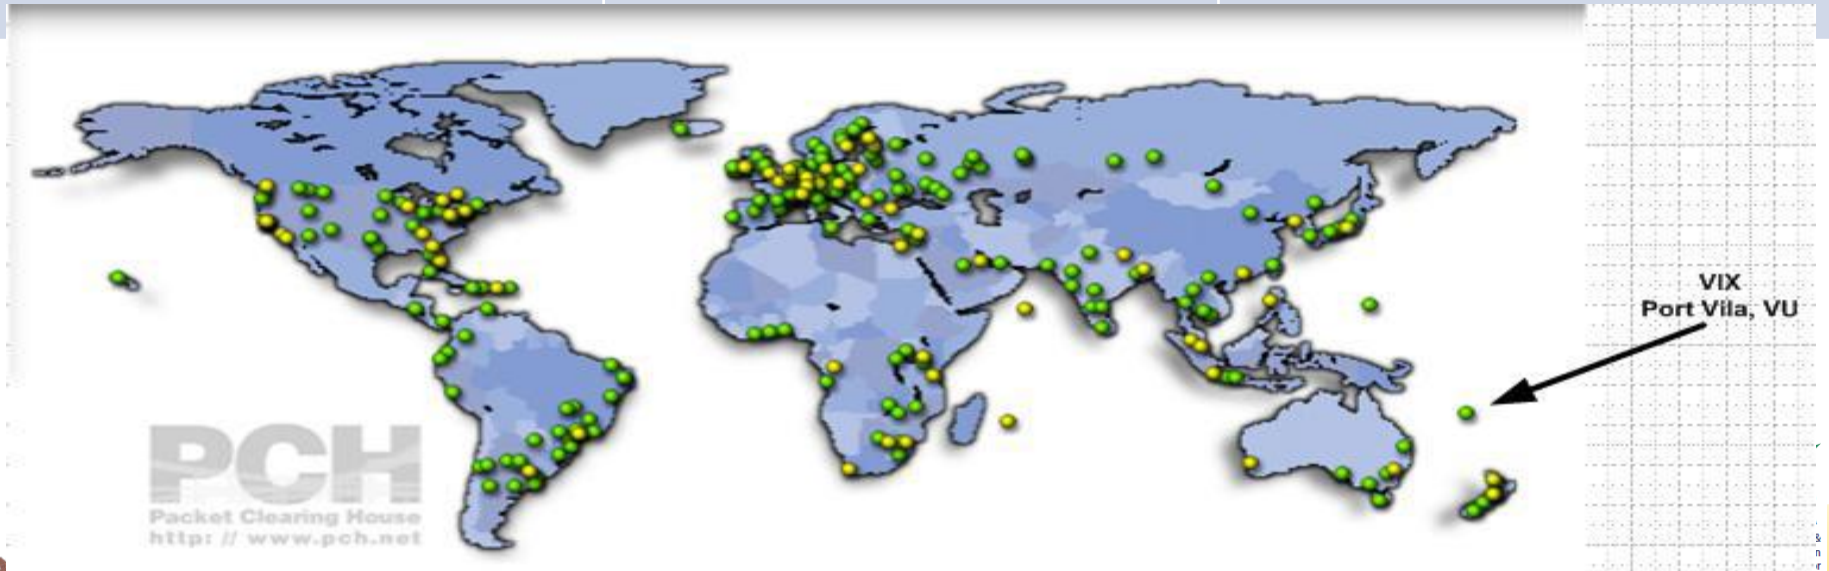 VIX
Port Vila, VU
PCH
Packet Clearing House
http: // www.pch.net
&
n
r